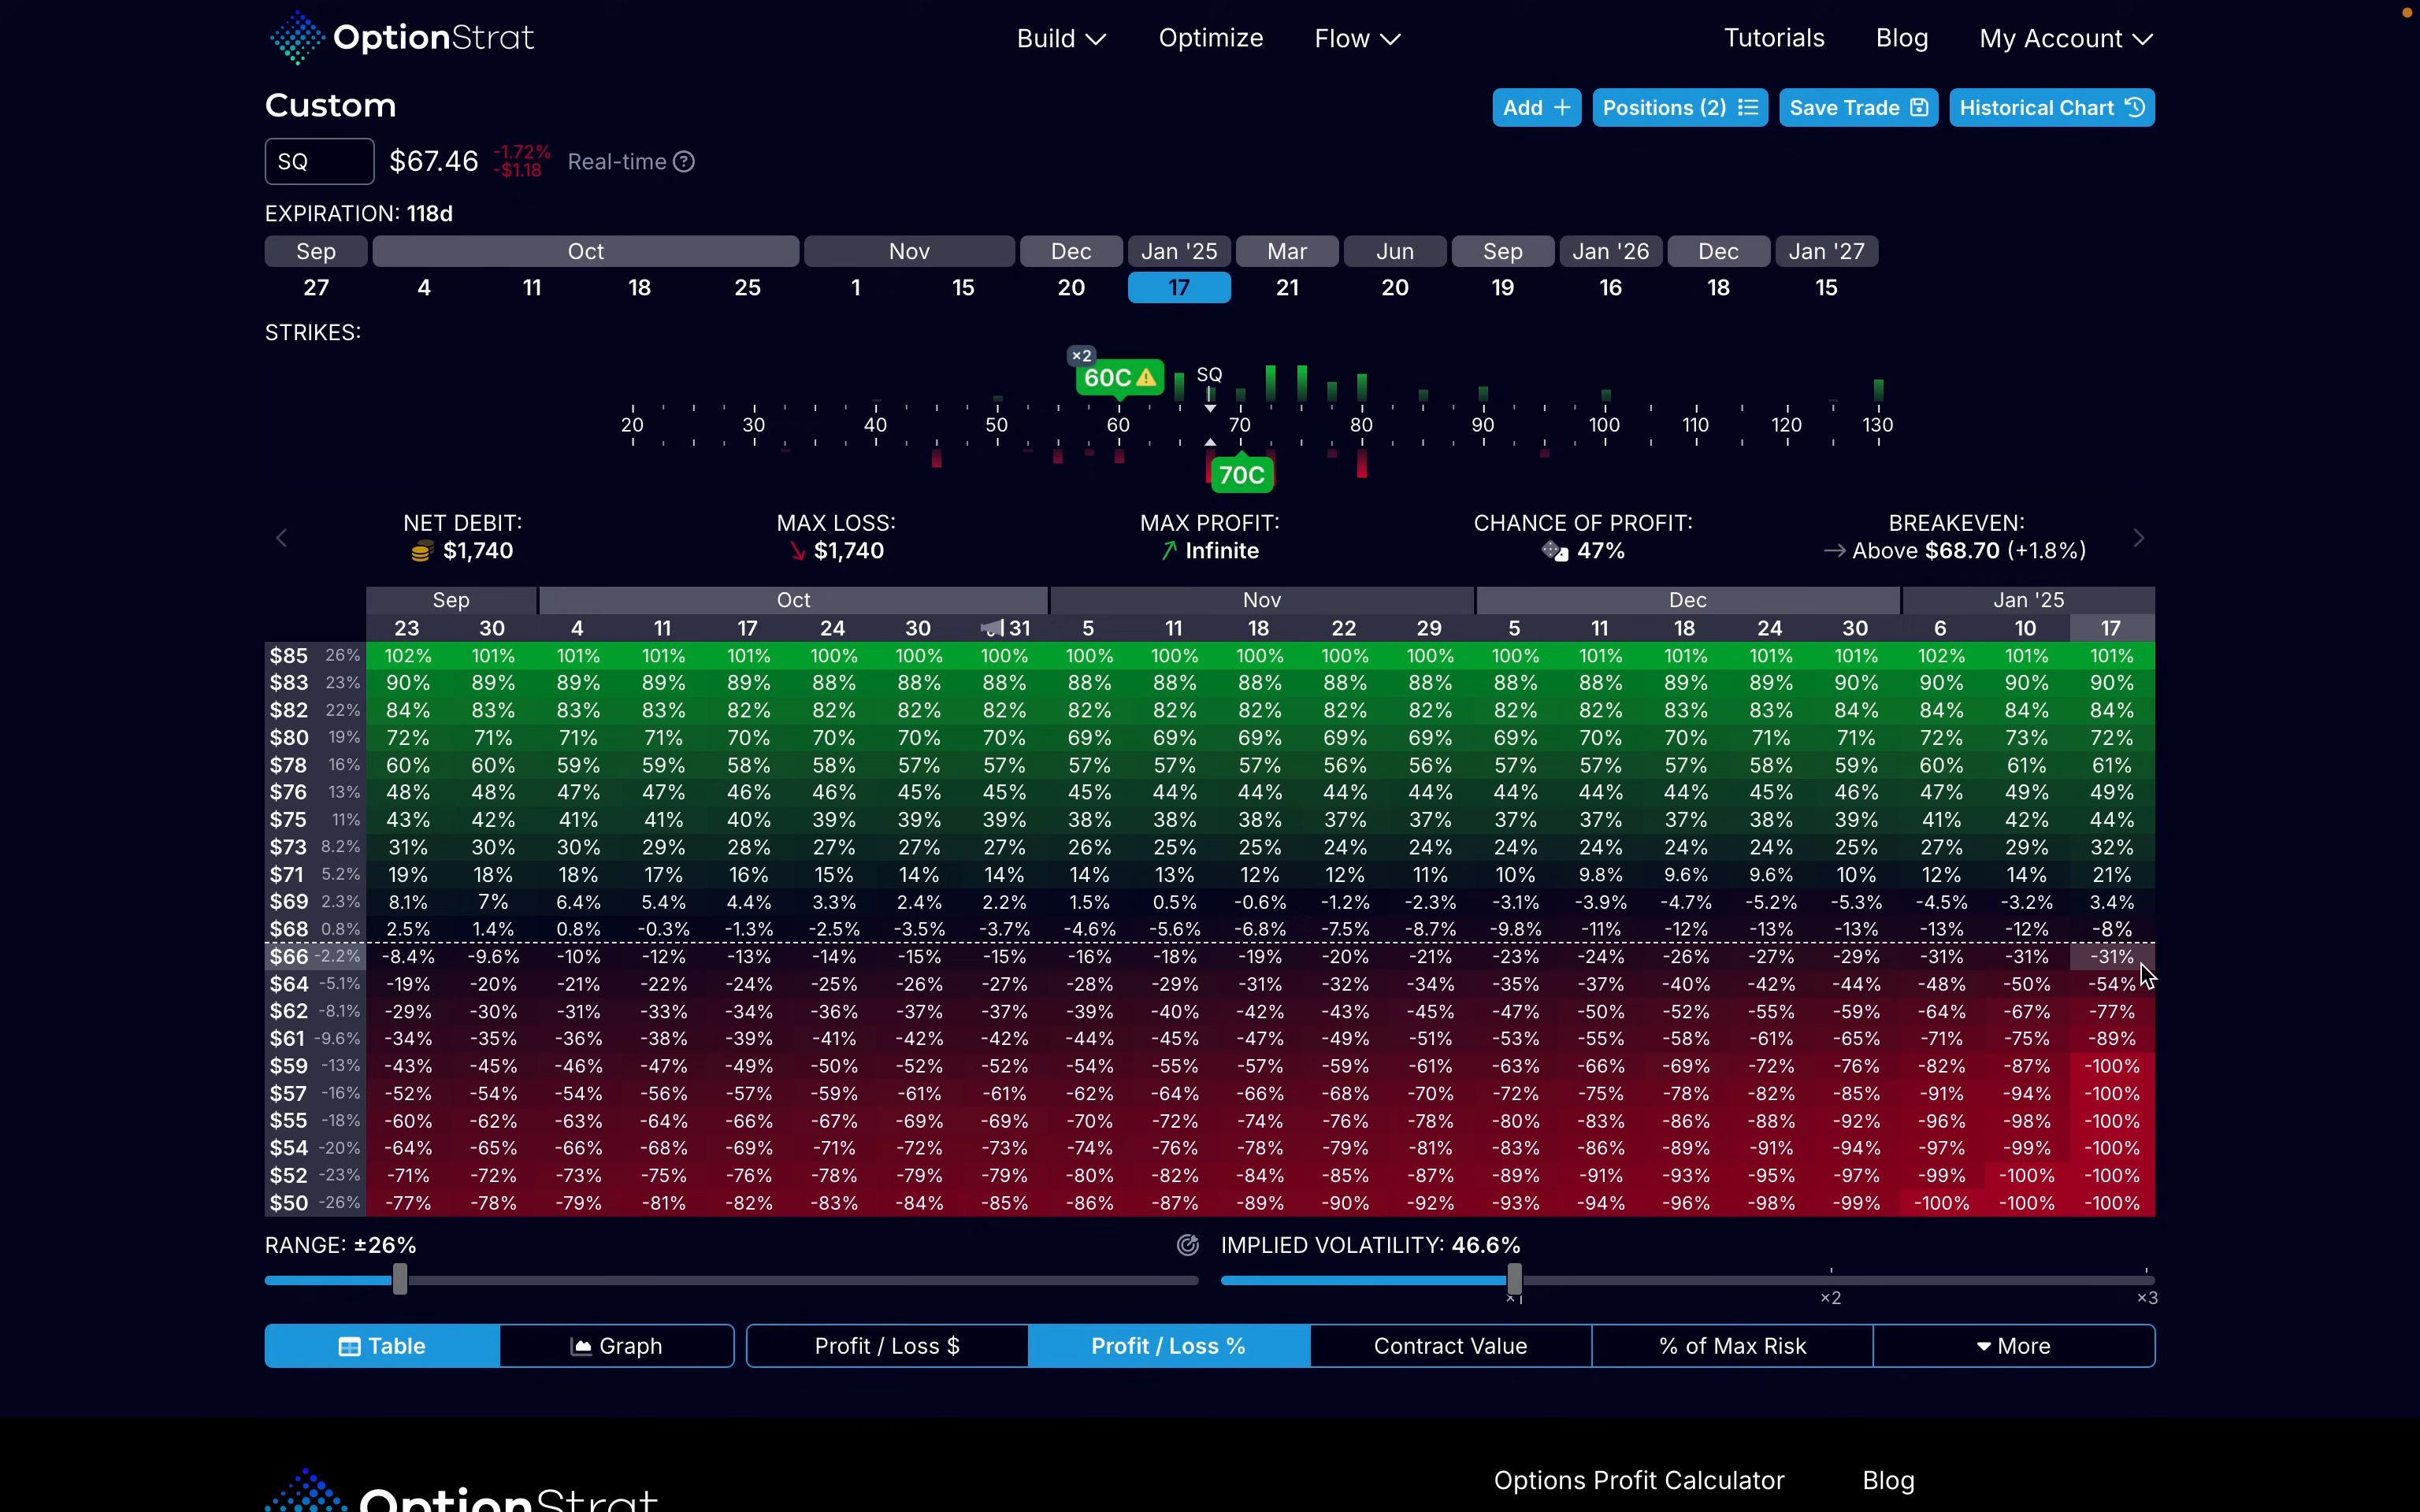 OptionStrat Build Optimize Flow Tutorials Blog My Account
Custom Add + Positions (2) Save Trade Historical Chart
SQ $67.46 -1.72% -$1.18 Real-time ?
EXPIRATION: 118d
Sep Oct Nov Dec Jan '25 Mar Jun Sep Jan '26 Dec Jan '27
27 4 11 18 25 1 15 20 17 21 20 19 16 18 15
STRIKES:
×2
60C SQ
20 30 40 50 60 70 80 90 100 110 120 130
70C
NET DEBIT: MAX LOSS: MAX PROFIT: CHANCE OF PROFIT: BREAKEVEN:
$1,740 $1,740 Infinite 47% Above $68.70 (+1.8%)
Sep Oct Nov Dec Jan '25
23 30 4 11 17 24 30 31 5 11 18 22 29 5 11 18 24 30 6 10 17
$85 26% 102% 101% 101% 101% 101% 100% 100% 100% 100% 100% 100% 100% 100% 100% 101% 101% 101% 101% 102% 101% 101%
$83 23% 90% 89% 89% 89% 89% 88% 88% 88% 88% 88% 88% 88% 88% 88% 88% 89% 89% 90% 90% 90% 90%
$82 22% 84% 83% 83% 83% 82% 82% 82% 82% 82% 82% 82% 82% 82% 82% 82% 83% 83% 84% 84% 84% 84%
$80 19% 72% 71% 71% 71% 70% 70% 70% 70% 69% 69% 69% 69% 69% 69% 70% 70% 71% 71% 72% 73% 72%
$78 16% 60% 60% 59% 59% 58% 58% 57% 57% 57% 57% 57% 56% 56% 57% 57% 57% 58% 59% 60% 61% 61%
$76 13% 48% 48% 47% 47% 46% 46% 45% 45% 45% 44% 44% 44% 44% 44% 44% 44% 45% 46% 47% 49% 49%
$75 11% 43% 42% 41% 41% 40% 39% 39% 39% 38% 38% 38% 37% 37% 37% 37% 37% 38% 39% 41% 42% 44%
$73 8.2% 31% 30% 30% 29% 28% 27% 27% 27% 26% 25% 25% 24% 24% 24% 24% 24% 24% 25% 27% 29% 32%
$71 5.2% 19% 18% 18% 17% 16% 15% 14% 14% 14% 13% 12% 12% 11% 10% 9.8% 9.6% 9.6% 10% 12% 14% 21%
$69 2.3% 8.1% 7% 6.4% 5.4% 4.4% 3.3% 2.4% 2.2% 1.5% 0.5% -0.6% -1.2% -2.3% -3.1% -3.9% -4.7% -5.2% -5.3% -4.5% -3.2% 3.4%
$68 0.8% 2.5% 1.4% 0.8% -0.3% -1.3% -2.5% -3.5% -3.7% -4.6% -5.6% -6.8% -7.5% -8.7% -9.8% -11% -12% -13% -13% -13% -12% -8%
$66 -2.2% -8.4% -9.6% -10% -12% -13% -14% -15% -15% -16% -18% -19% -20% -21% -23% -24% -26% -27% -29% -31% -31% -31%
$64 -5.1% -19% -20% -21% -22% -24% -25% -26% -27% -28% -29% -31% -32% -34% -35% -37% -40% -42% -44% -48% -50% -54%
$62 -8.1% -29% -30% -31% -33% -34% -36% -37% -37% -39% -40% -42% -43% -45% -47% -50% -52% -55% -59% -64% -67% -77%
$61 -9.6% -34% -35% -36% -38% -39% -41% -42% -42% -44% -45% -47% -49% -51% -53% -55% -58% -61% -65% -71% -75% -89%
$59 -13% -43% -45% -46% -47% -49% -50% -52% -52% -54% -55% -57% -59% -61% -63% -66% -69% -72% -76% -82% -87% -100%
$57 -16% -52% -54% -54% -56% -57% -59% -61% -61% -62% -64% -66% -68% -70% -72% -75% -78% -82% -85% -91% -94% -100%
$55 -18% -60% -62% -63% -64% -66% -67% -69% -69% -70% -72% -74% -76% -78% -80% -83% -86% -88% -92% -96% -98% -100%
$54 -20% -64% -65% -66% -68% -69% -71% -72% -73% -74% -76% -78% -79% -81% -83% -86% -89% -91% -94% -97% -99% -100%
$52 -23% -71% -72% -73% -75% -76% -78% -79% -79% -80% -82% -84% -85% -87% -89% -91% -93% -95% -97% -99% -100% -100%
$50 -26% -77% -78% -79% -81% -82% -83% -84% -85% -86% -87% -89% -90% -92% -93% -94% -96% -98% -99% -100% -100% -100%
RANGE: ±26% IMPLIED VOLATILITY: 46.6%
×1 ×2 ×3
Table Graph Profit / Loss $ Profit / Loss % Contract Value % of Max Risk More
OptionStrat Options Profit Calculator Blog